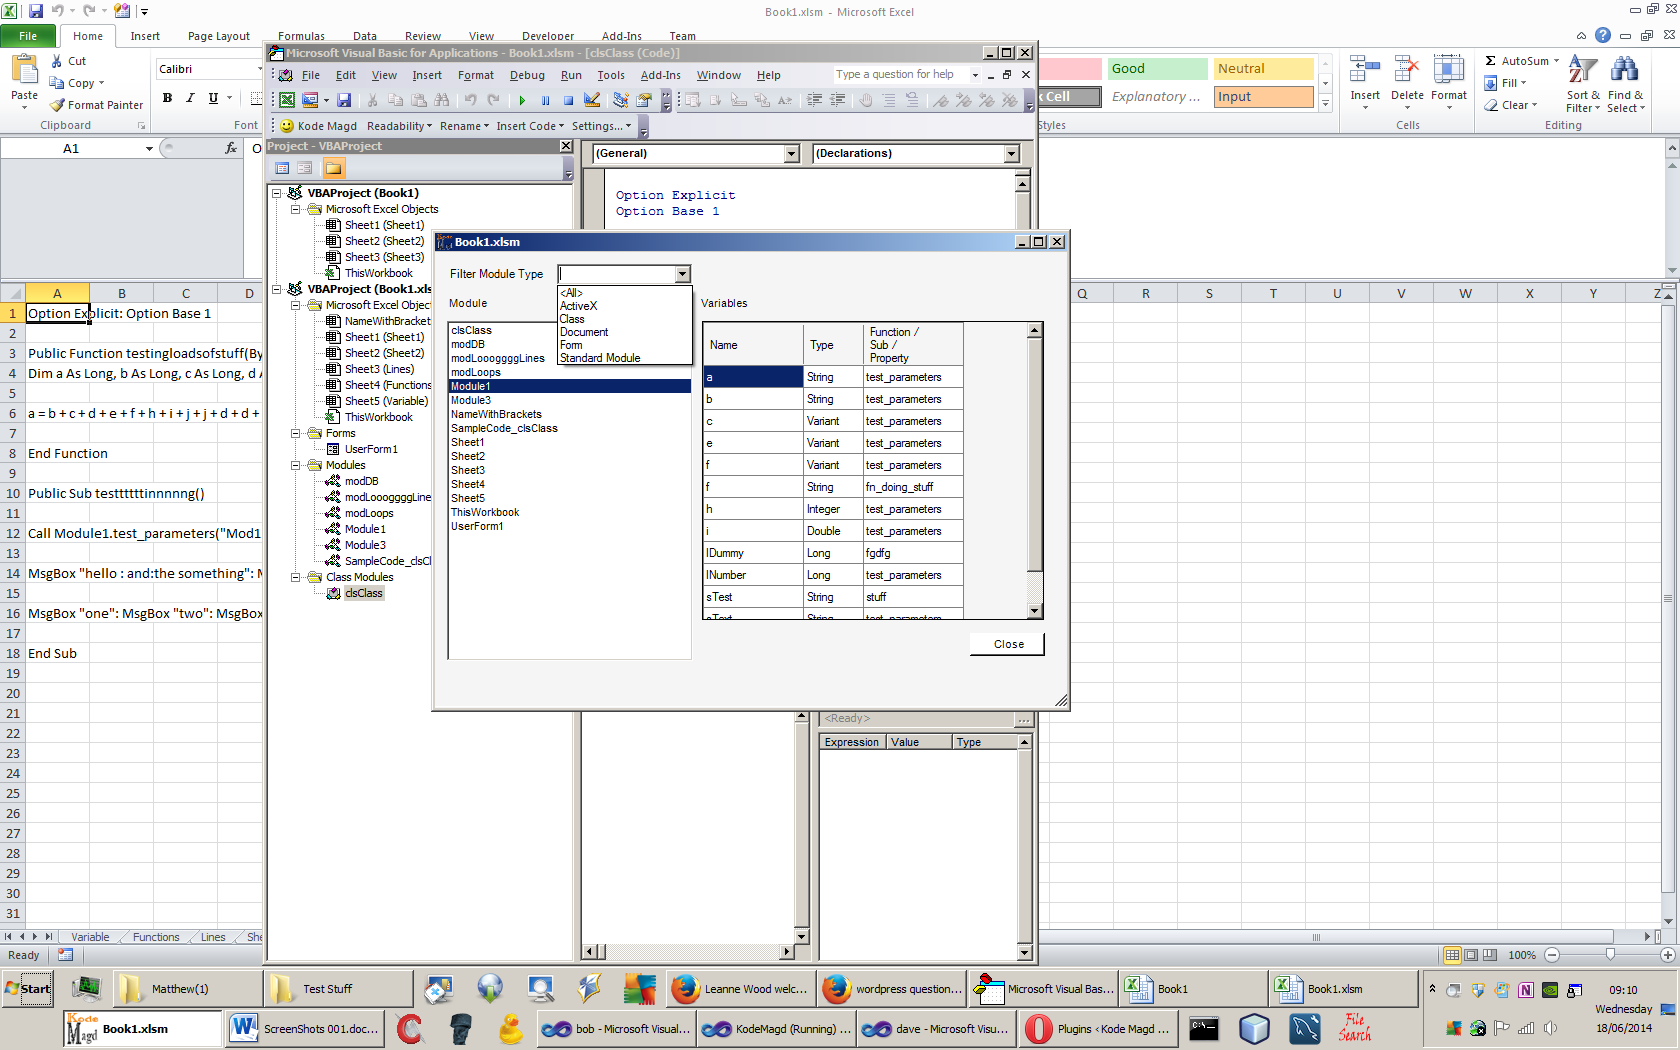 Book1.xlsm - Microsoft Excel
File Home Insert Page Layout Formulas Data Review View Developer Add-Ins Team
Paste
Cut
Copy
Format Painter
Clipboard
Calibri
B I U
Font
Good
Neutral
Cell
Explanatory ...
Input
Styles
Insert Delete Format
Cells
AutoSum
Fill
Clear
Sort & Filter
Find & Select
Editing
A1
fx
Microsoft Visual Basic for Applications - Book1.xlsm - [clsClass (Code)]
File Edit View Insert Format Debug Run Tools Add-Ins Window Help
Type a question for help
Kode Magd Readability Rename Insert Code Settings...
Project - VBAProject
VBAProject (Book1)
Microsoft Excel Objects
Sheet1 (Sheet1)
Sheet2 (Sheet2)
Sheet3 (Sheet3)
ThisWorkbook
VBAProject (Book1.xls
Microsoft Excel Object
NameWithBrackets
Sheet1 (Sheet1)
Sheet2 (Sheet2)
Sheet3 (Lines)
Sheet4 (Functions
Sheet5 (Variable)
ThisWorkbook
Forms
UserForm1
Modules
modDB
modLooogggLine
modLoops
Module1
Module3
SampleCode_clsCl
Class Modules
clsClass
(General)
(Declarations)
Option Explicit
Option Base 1
Book1.xlsm
Filter Module Type
<All>
ActiveX
Class
Document
Form
Standard Module
Module
clsClass
modDB
modLooogggLines
modLoops
Module1
Module3
NameWithBrackets
SampleCode_clsClass
Sheet1
Sheet2
Sheet3
Sheet4
Sheet5
ThisWorkbook
UserForm1
Variables
Name Type Function / Sub / Property
a String test_parameters
b String test_parameters
c Variant test_parameters
e Variant test_parameters
f Variant test_parameters
f String fn_doing_stuff
h Integer test_parameters
i Double test_parameters
lDummy Long fgdfg
lNumber Long test_parameters
sTest String stuff
sText String test_parameters
Close
<Ready>
Expression Value Type
A B C D Q R S T U V W X Y Z
1 Option Explicit: Option Base 1
2
3 Public Function testingloadsofstuff(By
4 Dim a As Long, b As Long, c As Long, d A
5
6 a = b + c + d + e + f + h + i + j + j + d + d +
7
8 End Function
9
10 Public Sub testttttinnnnng()
11
12 Call Module1.test_parameters("Mod1
13
14 MsgBox "hello : and:the something": M
15
16 MsgBox "one": MsgBox "two": MsgBox
17
18 End Sub
19
20
21
22
23
24
25
26
27
28
29
30
31
Variable Functions Lines She
Ready
100%
Start
Matthew(1)
Test Stuff
Leanne Wood welc...
wordpress question...
Microsoft Visual Bas...
Book1
Book1.xlsm
09:10
Wednesday
18/06/2014
Kode Magd
Book1.xlsm
ScreenShots 001.doc...
bob - Microsoft Visual...
KodeMagd (Running) ...
dave - Microsoft Visu...
Plugins < Kode Magd ...
File Search